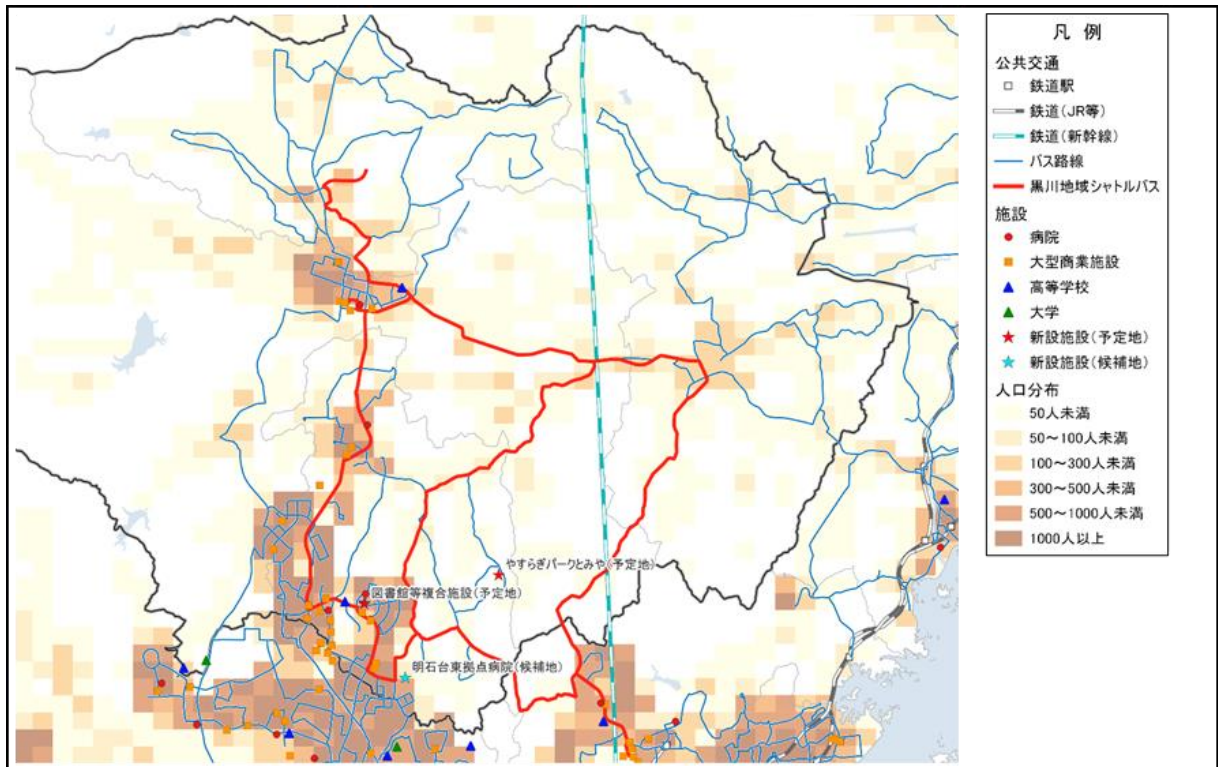 やすらぎパークとみや(予定地)
図書館等複合施設(予定地)
明石台東拠点病院(候補地)
凡例
公共交通
鉄道駅
鉄道(JR等)
鉄道(新幹線)
バス路線
黒川地域シャトルバス
施設
病院
大型商業施設
高等学校
大学
新設施設(予定地)
新設施設(候補地)
人口分布
50人未満
50~100人未満
100~300人未満
300~500人未満
500~1000人未満
1000人以上